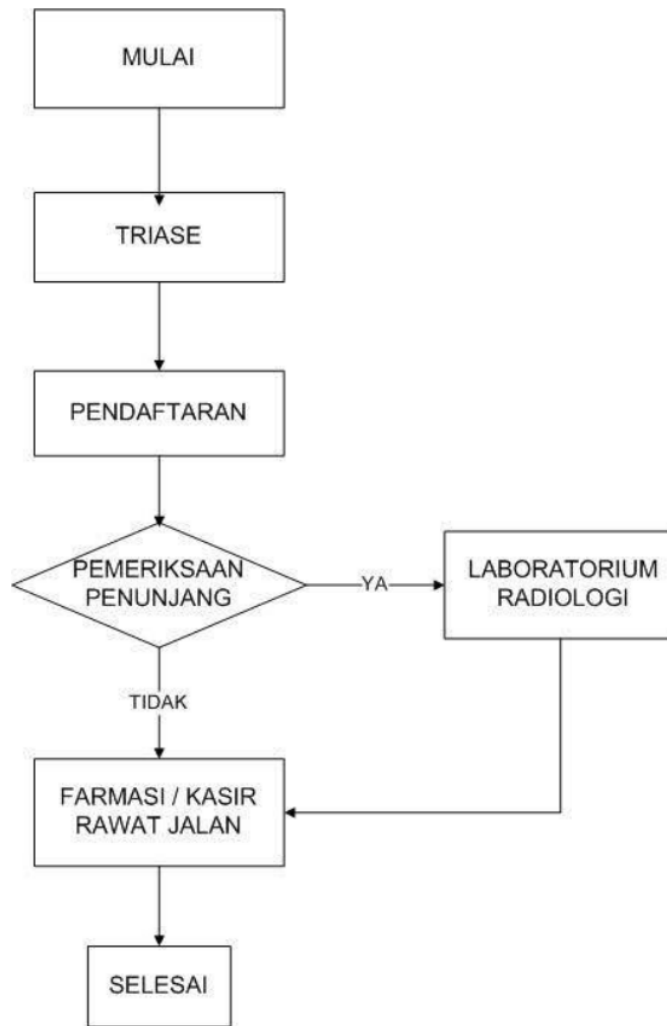 MULAI
TRIASE
PENDAFTARAN
PEMERIKSAAN
PENUNJANG
YA
LABORATORIUM
RADIOLOGI
TIDAK
FARMASI / KASIR
RAWAT JALAN
SELESAI